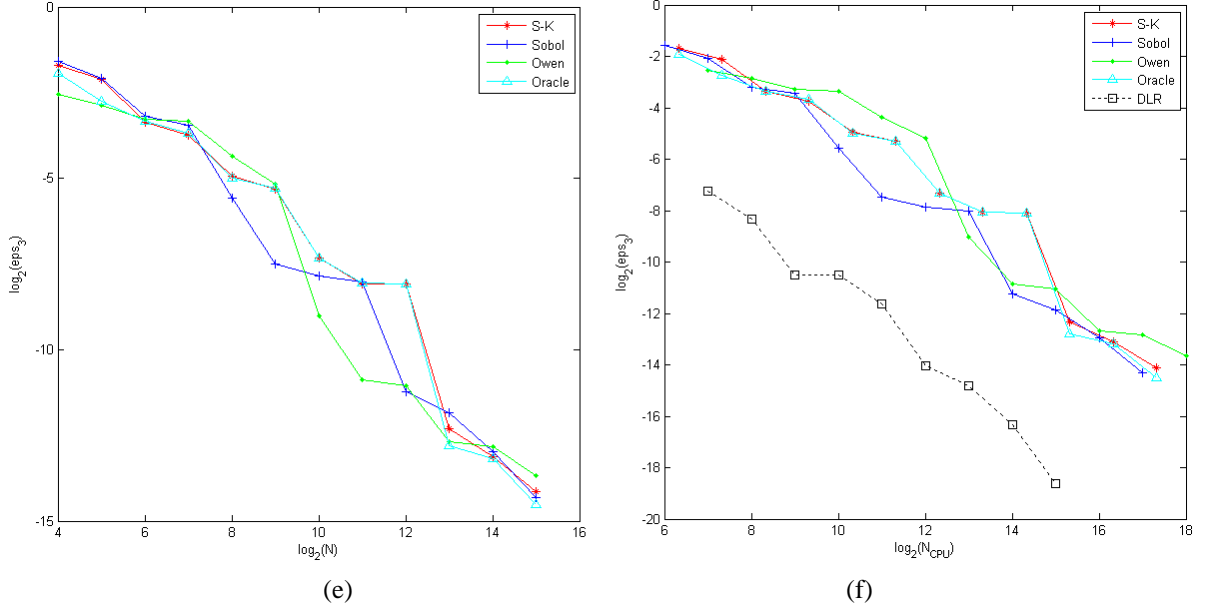 0
-5
-10
-15
4
6
8
10
12
14
16
log2(N)
log2(eps3)
S-K
Sobol
Owen
Oracle
(e)
0
-2
-4
-6
-8
-10
-12
-14
-16
-18
-20
6
8
10
12
14
16
18
log2(NCPU)
log2(eps3)
S-K
Sobol
Owen
Oracle
DLR
(f)